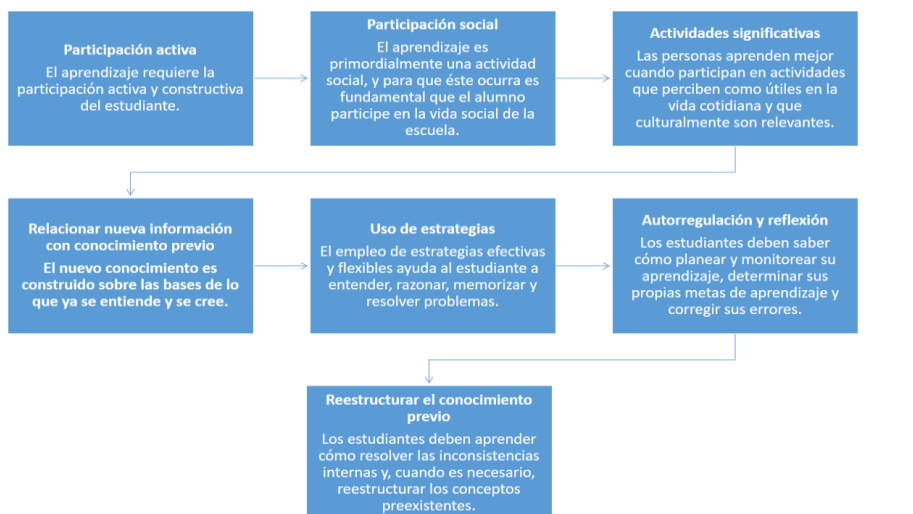 Participación activa
El aprendizaje requiere la
participación activa y constructiva
del estudiante.
Participación social
El aprendizaje es
primordialmente una actividad
social, y para que éste ocurra es
fundamental que el alumno
participe en la vida social de la
escuela.
Actividades significativas
Las personas aprenden mejor
cuando participan en actividades
que perciben como útiles en la
vida cotidiana y que
culturalmente son relevantes.
Relacionar nueva información
con conocimiento previo
El nuevo conocimiento es
construido sobre las bases de lo
que ya se entiende y se cree.
Uso de estrategias
El empleo de estrategias efectivas
y flexibles ayuda al estudiante a
entender, razonar, memorizar y
resolver problemas.
Autorregulación y reflexión
Los estudiantes deben saber
cómo planear y monitorear su
aprendizaje, determinar sus
propias metas de aprendizaje y
corregir sus errores.
Reestructurar el conocimiento
previo
Los estudiantes deben aprender
cómo resolver las inconsistencias
internas y, cuando es necesario,
reestructurar los conceptos
preexistentes.